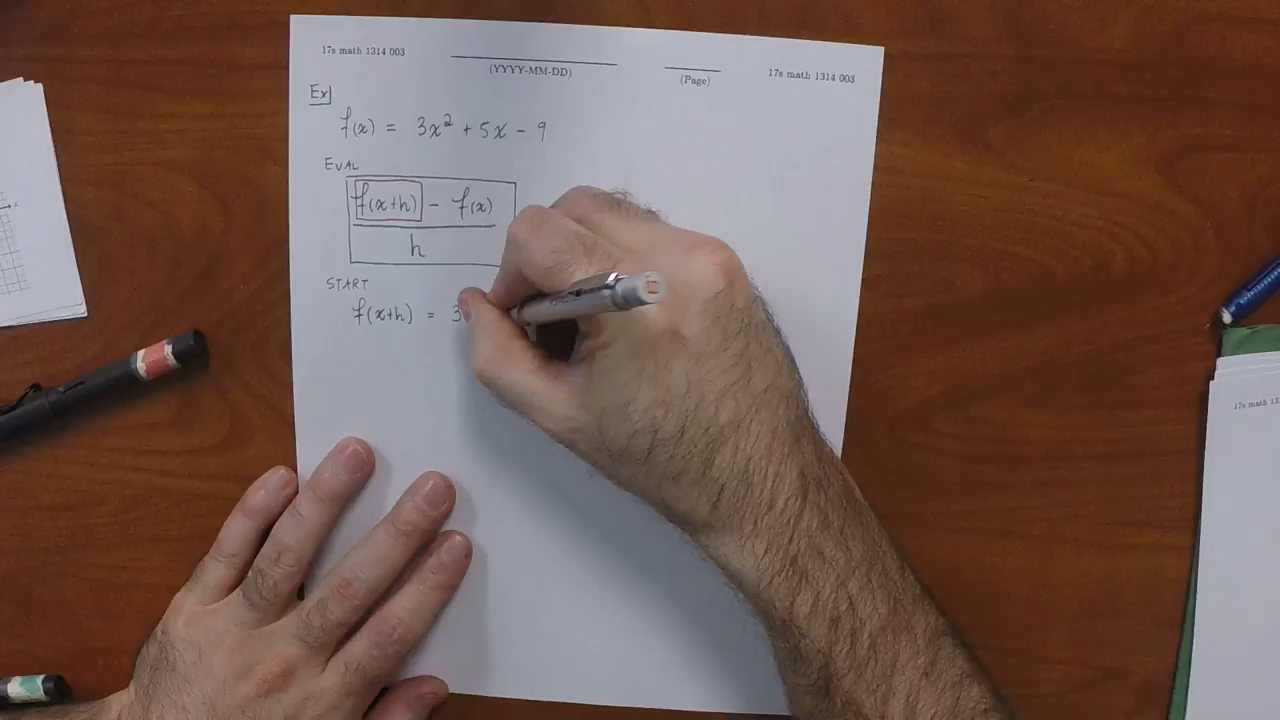 17s math 1314 003 (YYYY-MM-DD) (Page) 17s math 1314 003
Ex
f(x) = 3x² + 5x - 9
EVAL
f(x+h) - f(x)
h
START
f(x+h) = 3
17s math
x